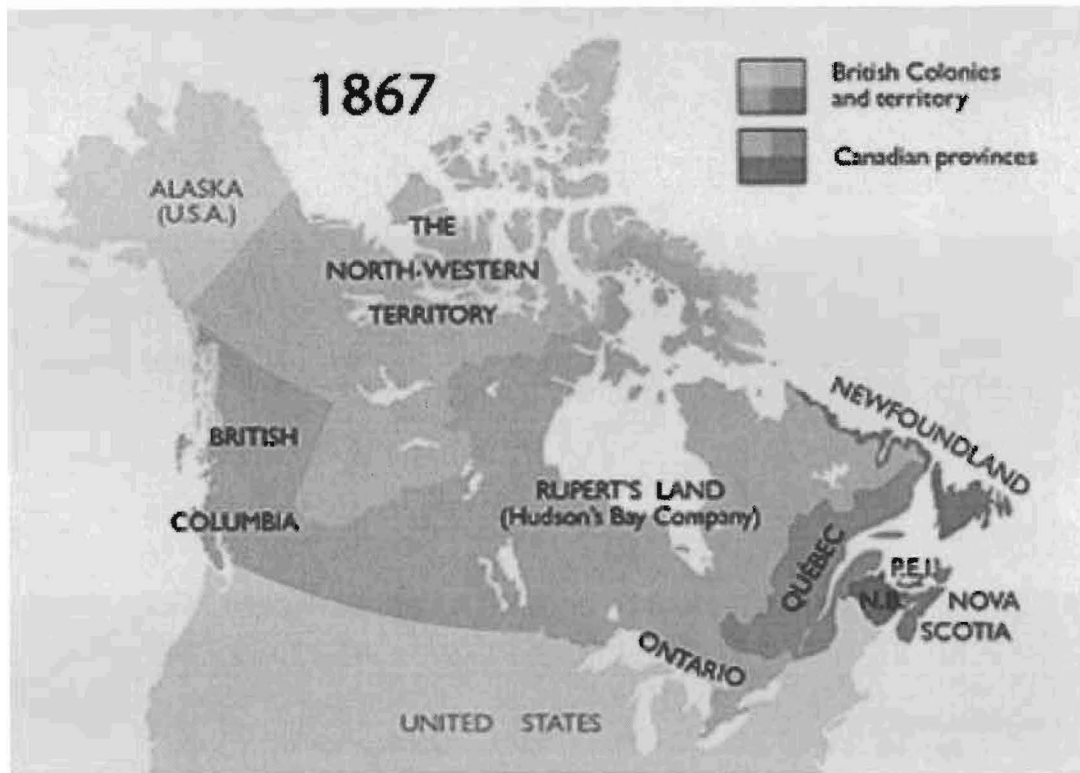 1867
British Colonies
and territory
Canadian provinces
ALASKA
(U.S.A.)
THE
NORTH-WESTERN
TERRITORY
NEWFOUNDLAND
BRITISH
COLUMBIA
RUPERT'S LAND
(Hudson's Bay Company)
QUÉBEC
P.E.I.
N.B.
NOVA
SCOTIA
ONTARIO
UNITED STATES